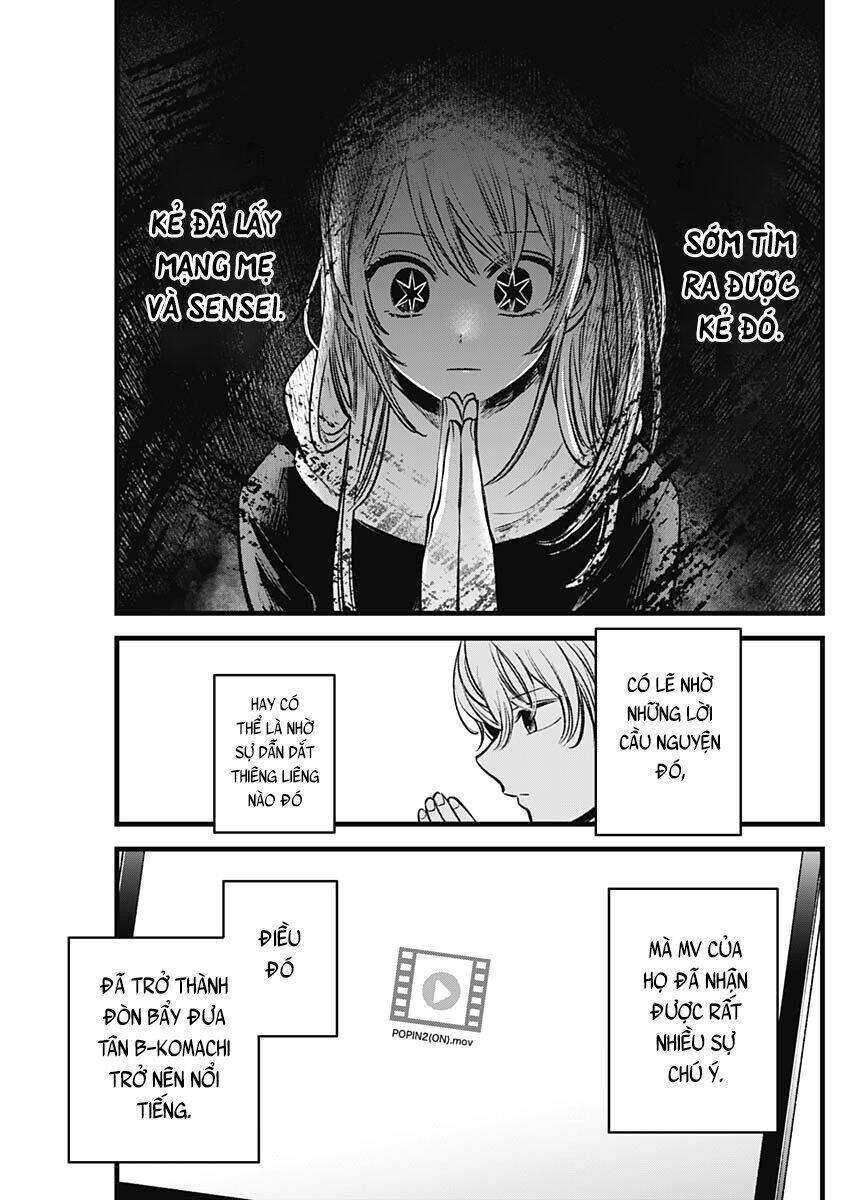 SỚM TÌM
RA ĐƯỢC
KẺ ĐÓ.
KẺ ĐÃ LẤY
MẠNG MẸ
VÀ SENSEI.
CÓ LẼ NHỜ
NHỮNG LỜI
CẦU NGUYỆN
ĐÓ,
HAY CÓ
THỂ LÀ NHỜ
SỰ DẪN DẮT
THIÊNG LIÊNG
NÀO ĐÓ
MÀ MV CỦA
HỌ ĐÃ NHẬN
ĐƯỢC RẤT
NHIỀU SỰ
CHÚ Ý.
POPIN2(ON).mov
ĐIỀU
ĐÓ
ĐÃ TRỞ THÀNH
ĐÒN BẨY ĐƯA
TÂN B-KOMACHI
TRỞ NÊN NỔI
TIẾNG.